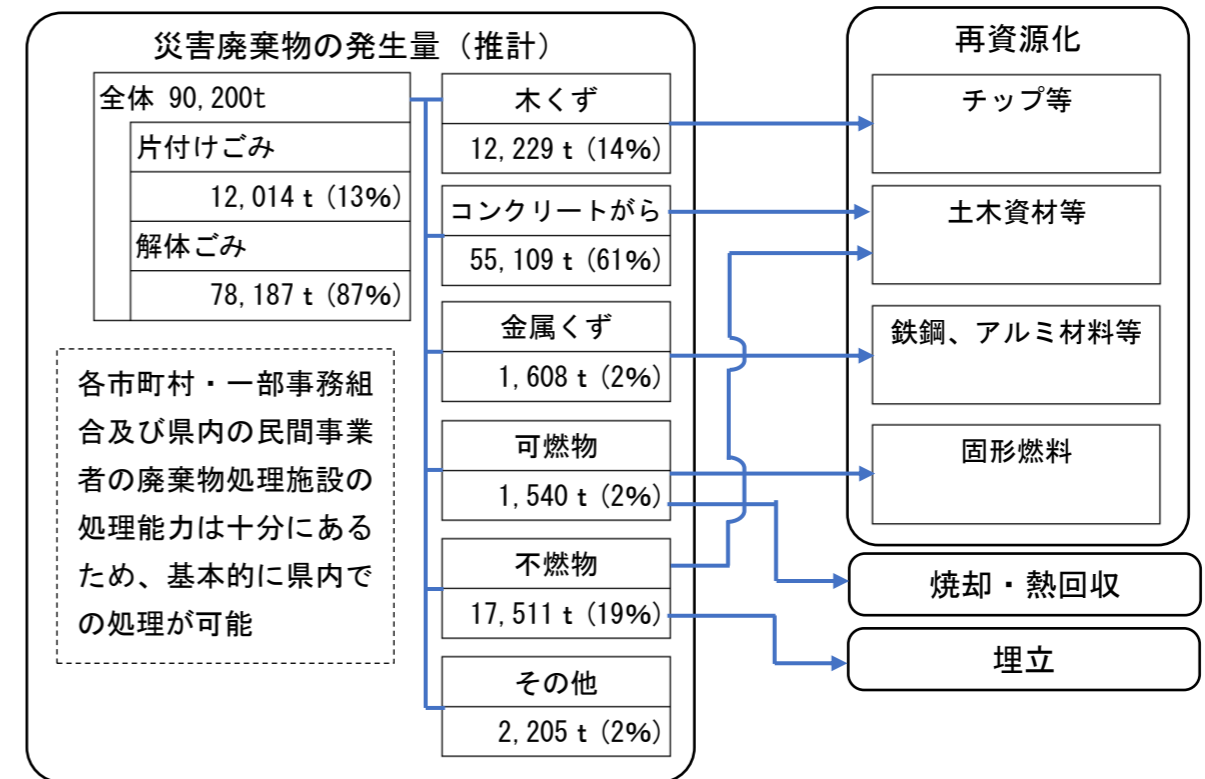 災害廃棄物の発生量（推計）
全体 90,200t
片付けごみ
12,014 t (13%)
解体ごみ
78,187 t (87%)
各市町村・一部事務組
合及び県内の民間事業
者の廃棄物処理施設の
処理能力は十分にある
ため、基本的に県内で
の処理が可能
木くず
12,229 t (14%)
コンクリートがら
55,109 t (61%)
金属くず
1,608 t (2%)
可燃物
1,540 t (2%)
不燃物
17,511 t (19%)
その他
2,205 t (2%)
再資源化
チップ等
土木資材等
鉄鋼、アルミ材料等
固形燃料
焼却・熱回収
埋立